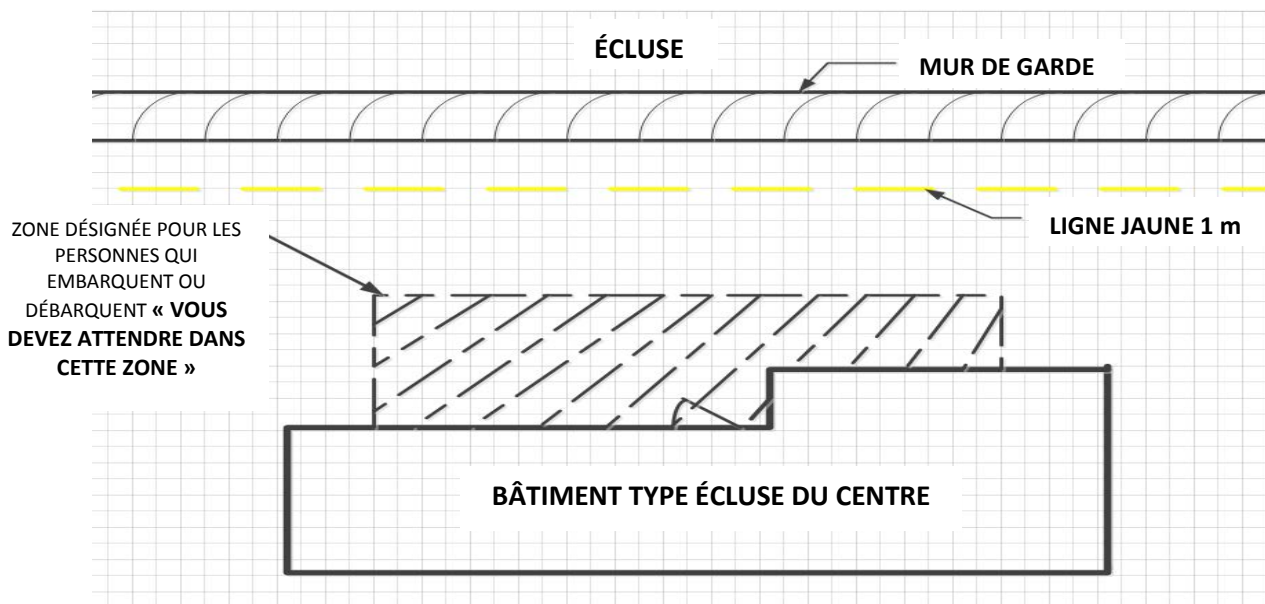 ÉCLUSE
MUR DE GARDE
LIGNE JAUNE 1 m
ZONE DÉSIGNÉE POUR LES
PERSONNES QUI
EMBARQUENT OU
DÉBARQUENT « VOUS
DEVEZ ATTENDRE DANS
CETTE ZONE »
BÂTIMENT TYPE ÉCLUSE DU CENTRE